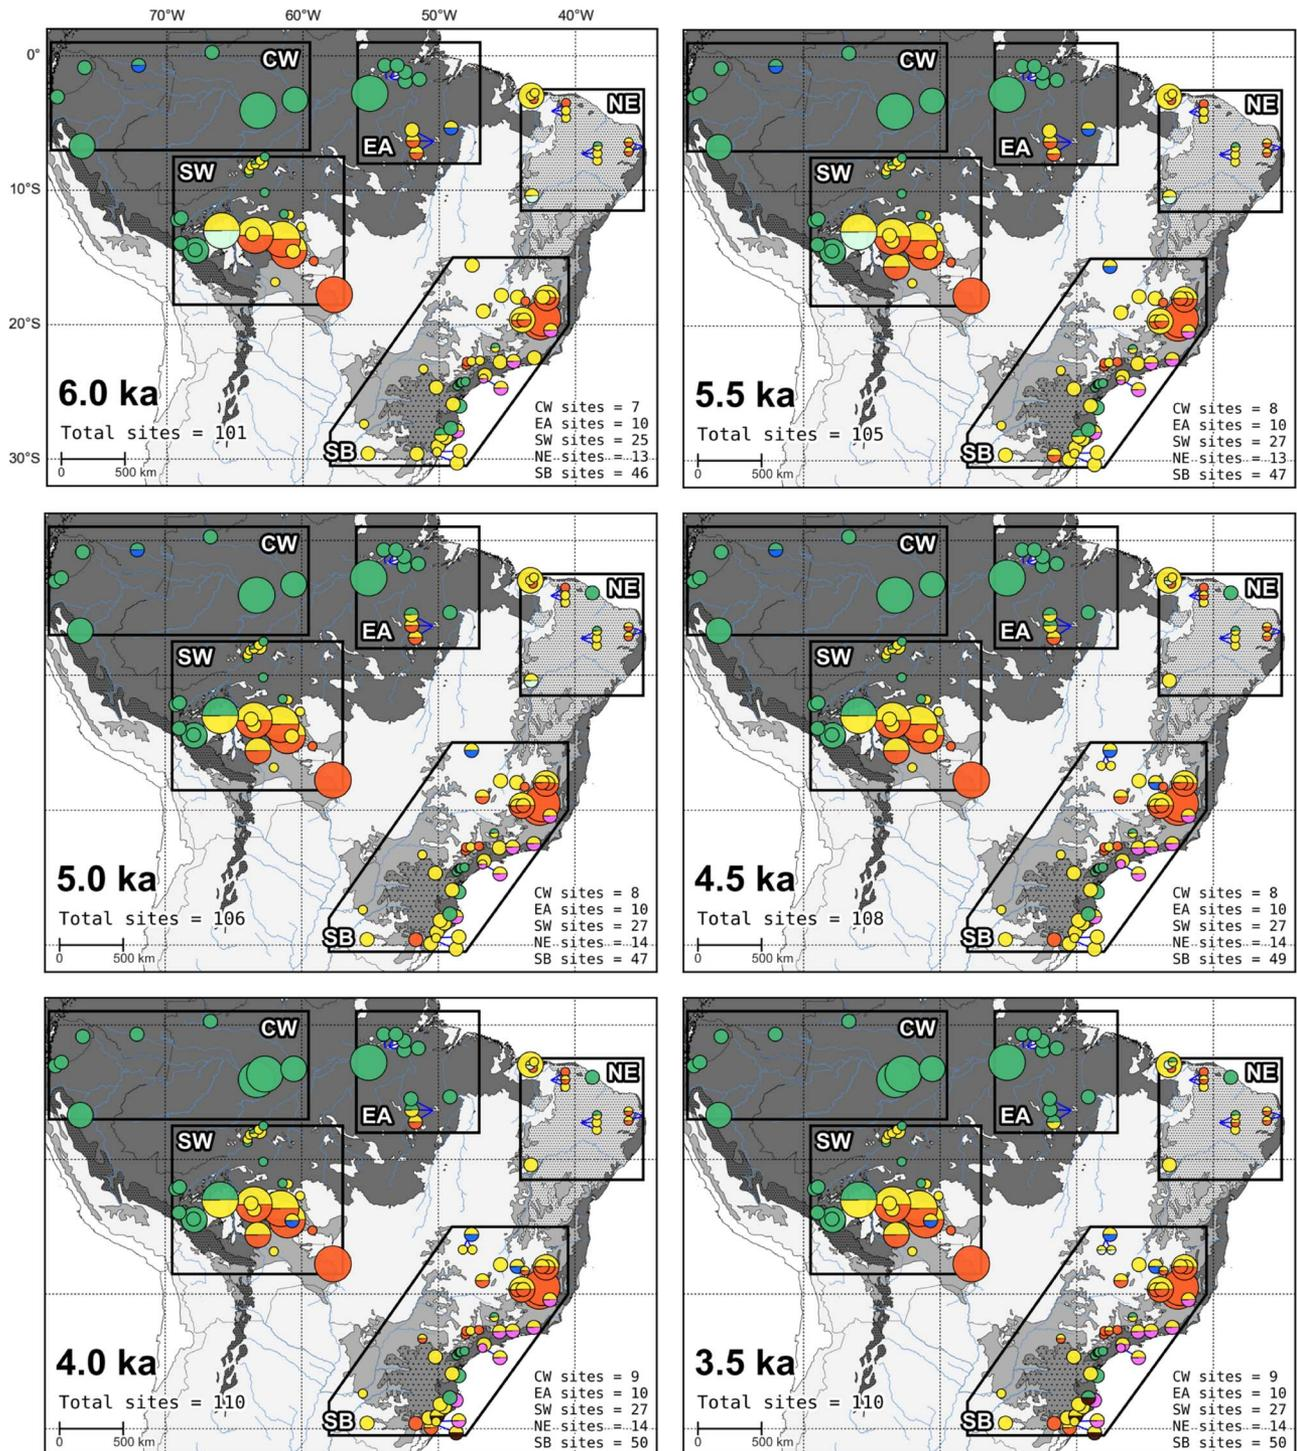 70°W 60°W 50°W 40°W
0°
10°S
20°S
30°S
CW
EA
NE
SW
SB
6.0 ka
Total sites = 101
0 500 km
CW sites = 7
EA sites = 10
SW sites = 25
NE sites = 13
SB sites = 46
CW
EA
NE
SW
SB
5.5 ka
Total sites = 105
0 500 km
CW sites = 8
EA sites = 10
SW sites = 27
NE sites = 13
SB sites = 47
CW
EA
NE
SW
SB
5.0 ka
Total sites = 106
0 500 km
CW sites = 8
EA sites = 10
SW sites = 27
NE sites = 14
SB sites = 47
CW
EA
NE
SW
SB
4.5 ka
Total sites = 108
0 500 km
CW sites = 8
EA sites = 10
SW sites = 27
NE sites = 14
SB sites = 49
CW
EA
NE
SW
SB
4.0 ka
Total sites = 110
0 500 km
CW sites = 9
EA sites = 10
SW sites = 27
NE sites = 14
SB sites = 50
CW
EA
NE
SW
SB
3.5 ka
Total sites = 110
0 500 km
CW sites = 9
EA sites = 10
SW sites = 27
NE sites = 14
SB sites = 50